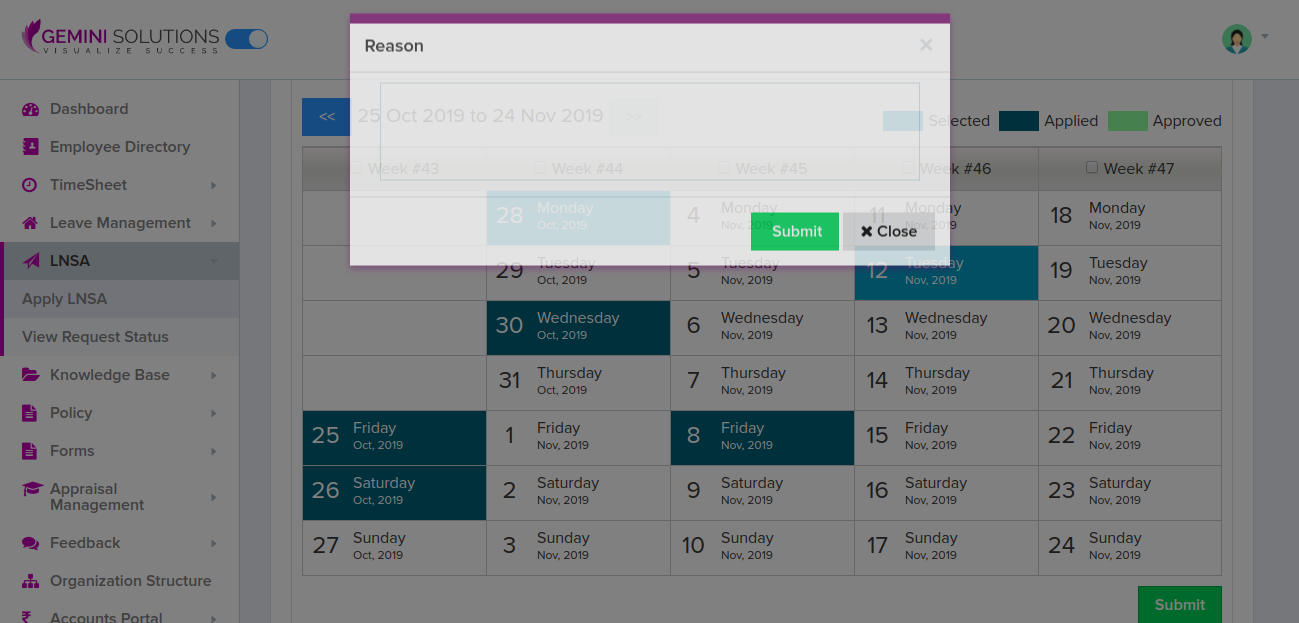 GEMINI SOLUTIONS
VISUALIZE SUCCESS
Dashboard
Employee Directory
TimeSheet
Leave Management
LNSA
Apply LNSA
View Request Status
Knowledge Base
Policy
Forms
Appraisal
Management
Feedback
Organization Structure
Accounts Portal
Reason ×
Submit ✖ Close
<< 25 Oct 2019 to 24 Nov 2019 >>
Selected Applied Approved
Week #43 Week #44 Week #45 Week #46 Week #47
28 Monday Oct, 2019 4 Monday Nov, 2019 11 Monday Nov, 2019 18 Monday Nov, 2019
29 Tuesday Oct, 2019 5 Tuesday Nov, 2019 12 Tuesday Nov, 2019 19 Tuesday Nov, 2019
30 Wednesday Oct, 2019 6 Wednesday Nov, 2019 13 Wednesday Nov, 2019 20 Wednesday Nov, 2019
31 Thursday Oct, 2019 7 Thursday Nov, 2019 14 Thursday Nov, 2019 21 Thursday Nov, 2019
25 Friday Oct, 2019 1 Friday Nov, 2019 8 Friday Nov, 2019 15 Friday Nov, 2019 22 Friday Nov, 2019
26 Saturday Oct, 2019 2 Saturday Nov, 2019 9 Saturday Nov, 2019 16 Saturday Nov, 2019 23 Saturday Nov, 2019
27 Sunday Oct, 2019 3 Sunday Nov, 2019 10 Sunday Nov, 2019 17 Sunday Nov, 2019 24 Sunday Nov, 2019
Submit